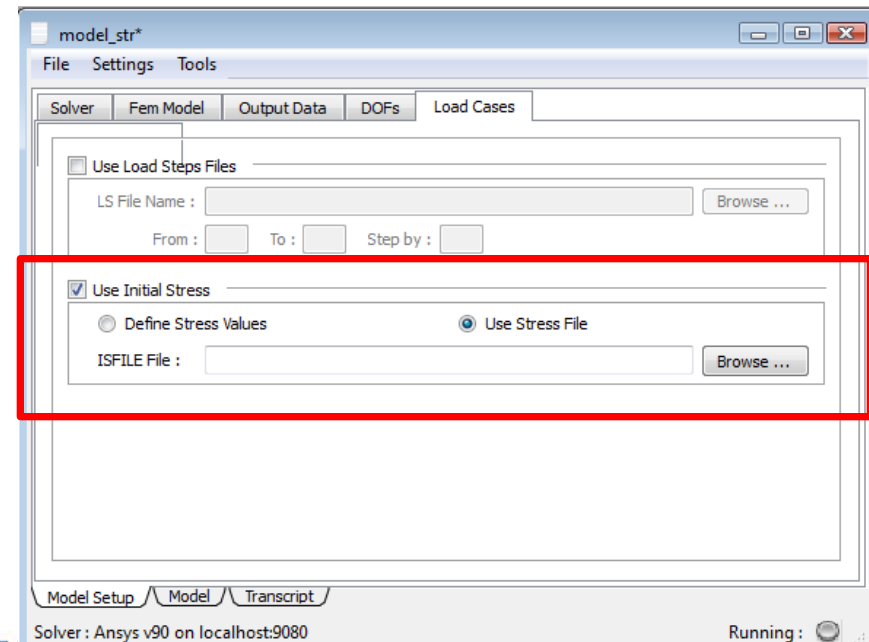 model_str*
File Settings Tools
Solver Fem Model Output Data DOFs Load Cases
Use Load Steps Files
LS File Name : Browse ...
From : To : Step by :
Use Initial Stress
Define Stress Values Use Stress File
ISFILE File : Browse ...
Model Setup Model Transcript
Solver : Ansys v90 on localhost:9080 Running :